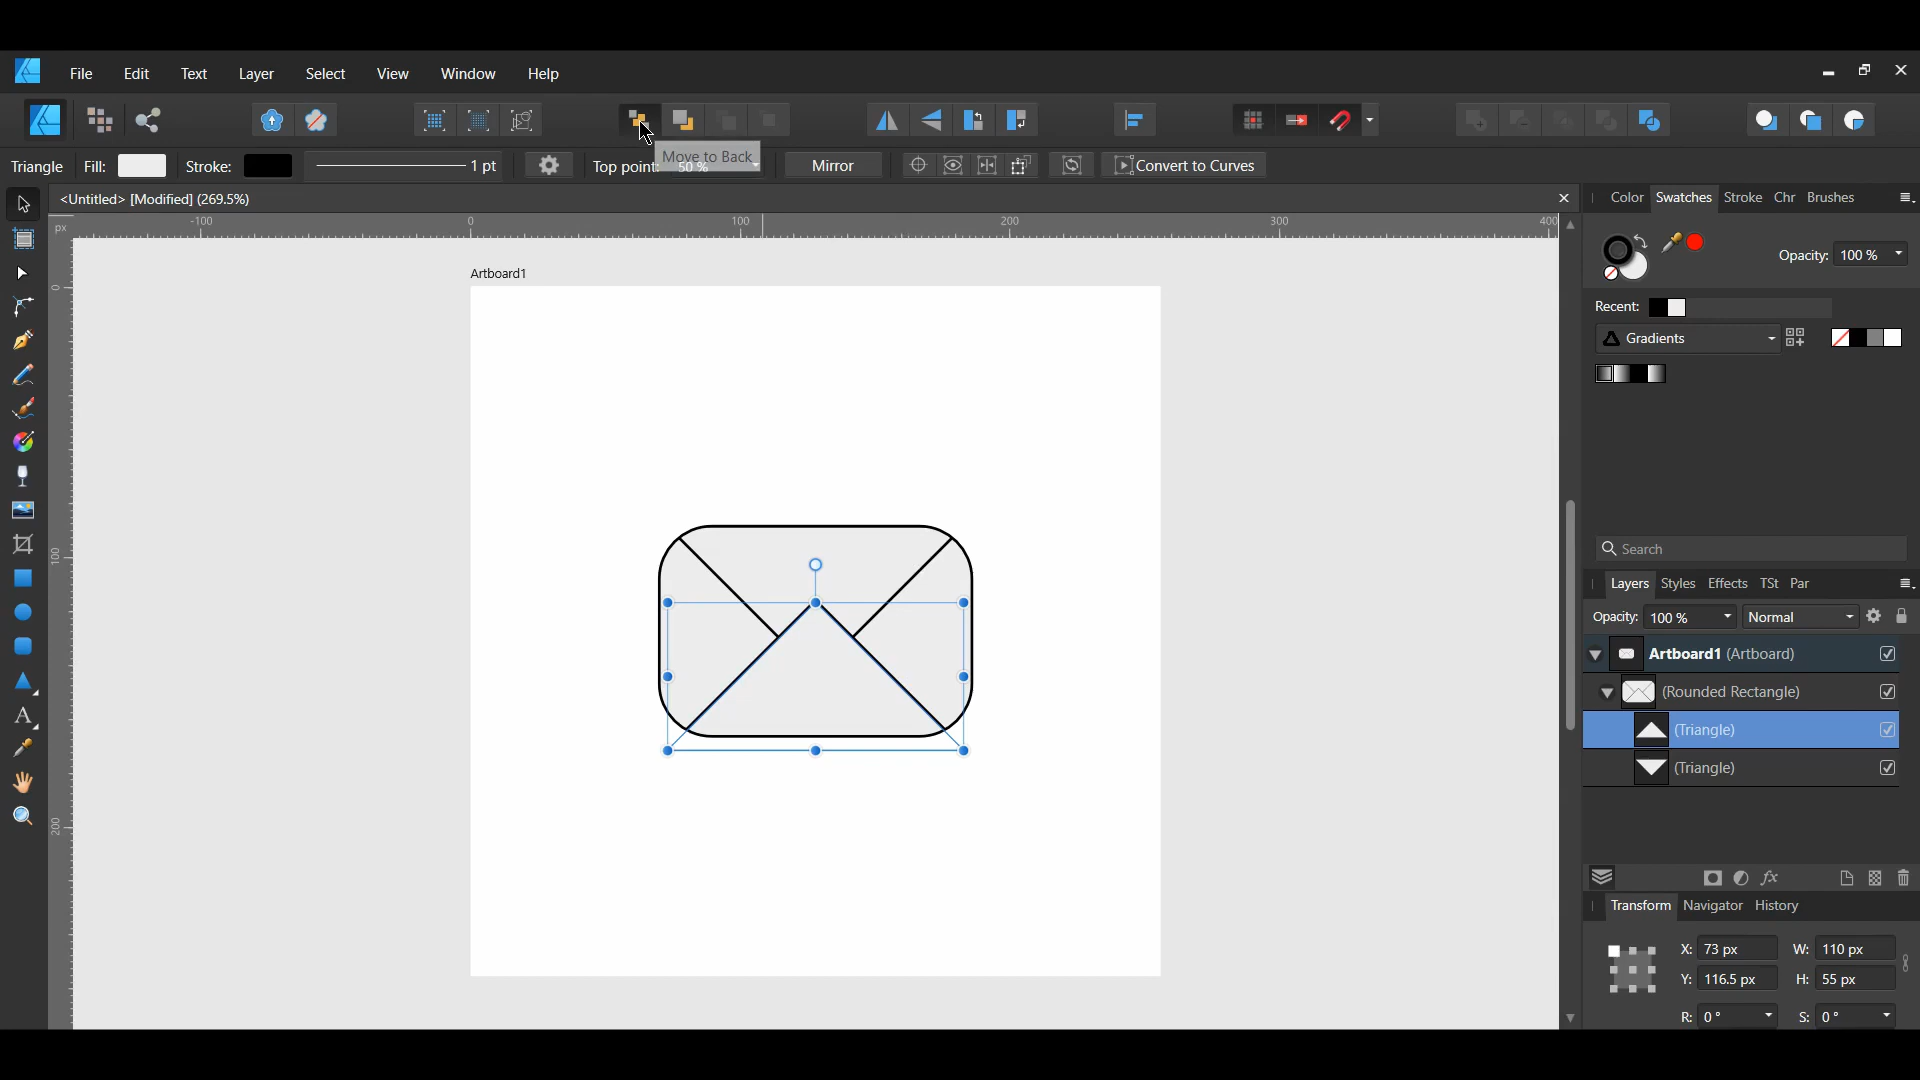 File Edit Text Layer Select View Window Help
Triangle Fill: Stroke: 1 pt Top point: 50 % Mirror Convert to Curves
Move to Back
<Untitled> [Modified] (269.5%)
Color Swatches Stroke Chr Brushes
px -100 0 100 200 300 400
Opacity: 100 %
Artboard1
0
Recent:
Gradients
100
Search
Layers Styles Effects TSt Par
Opacity: 100 % Normal
Artboard1 (Artboard)
(Rounded Rectangle)
(Triangle)
(Triangle)
200
fx
Transform Navigator History
X: 73 px W: 110 px
Y: 116.5 px H: 55 px
R: 0 ° S: 0 °